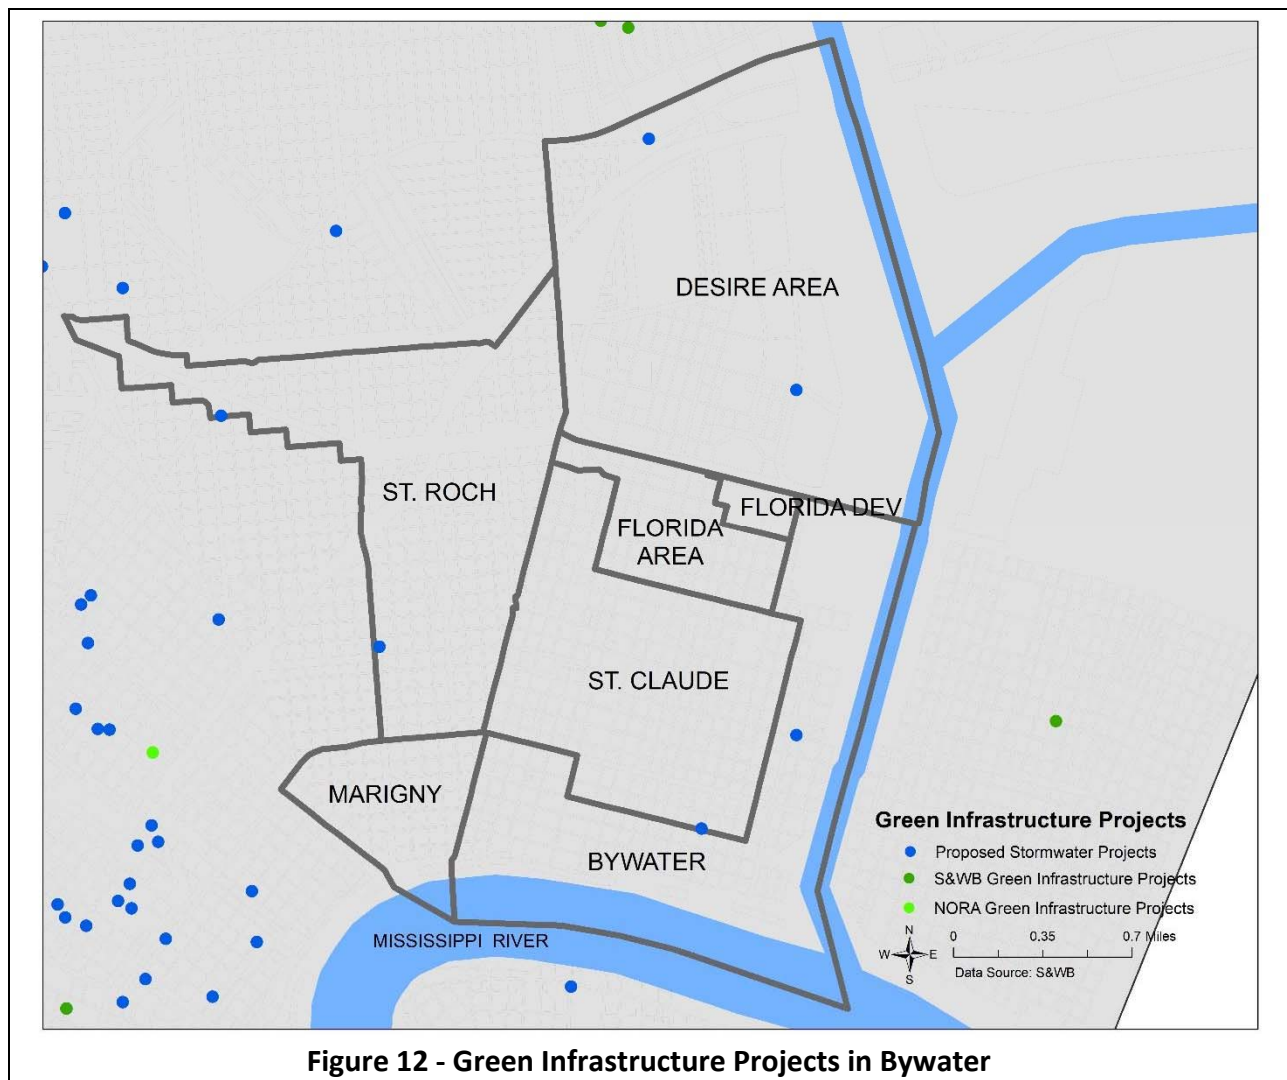 DESIRE AREA
ST. ROCH
FLORIDA DEV
FLORIDA
AREA
ST. CLAUDE
MARIGNY
BYWATER
MISSISSIPPI RIVER
Green Infrastructure Projects
Proposed Stormwater Projects
S&WB Green Infrastructure Projects
NORA Green Infrastructure Projects
N
W E
S
0 0.35 0.7 Miles
Data Source: S&WB
Figure 12 - Green Infrastructure Projects in Bywater